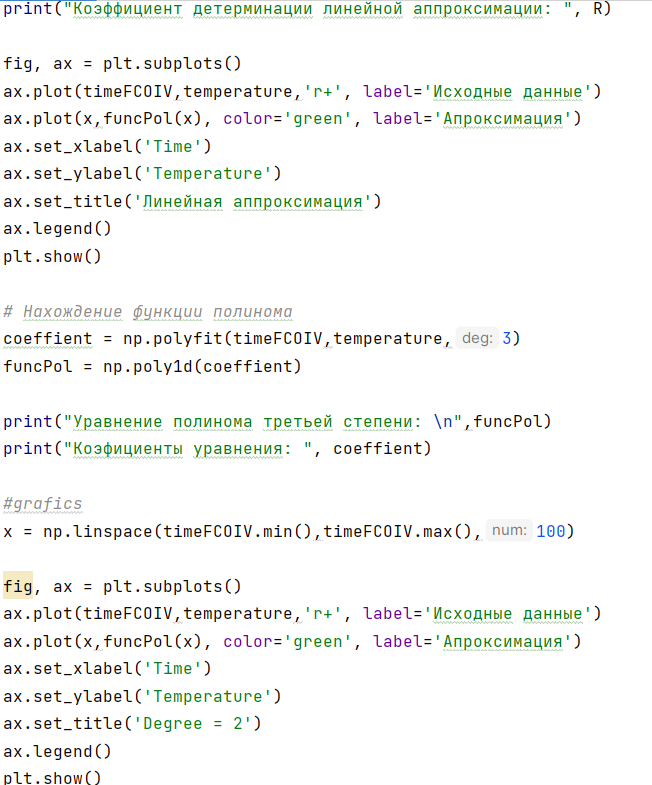 print("Коэффициент детерминации линейной аппроксимации: ", R)
fig, ax = plt.subplots()
ax.plot(timeFCOIV,temperature,'r+', label='Исходные данные')
ax.plot(x,funcPol(x), color='green', label='Апроксимация')
ax.set_xlabel('Time')
ax.set_ylabel('Temperature')
ax.set_title('Линейная аппроксимация')
ax.legend()
plt.show()
# Нахождение функции полинома
coeffient = np.polyfit(timeFCOIV,temperature, deg: 3)
funcPol = np.poly1d(coeffient)
print("Уравнение полинома третьей степени: \n",funcPol)
print("Коэфициенты уравнения: ", coeffient)
#grafics
x = np.linspace(timeFCOIV.min(),timeFCOIV.max(), num: 100)
fig, ax = plt.subplots()
ax.plot(timeFCOIV,temperature,'r+', label='Исходные данные')
ax.plot(x,funcPol(x), color='green', label='Апроксимация')
ax.set_xlabel('Time')
ax.set_ylabel('Temperature')
ax.set_title('Degree = 2')
ax.legend()
plt.show()